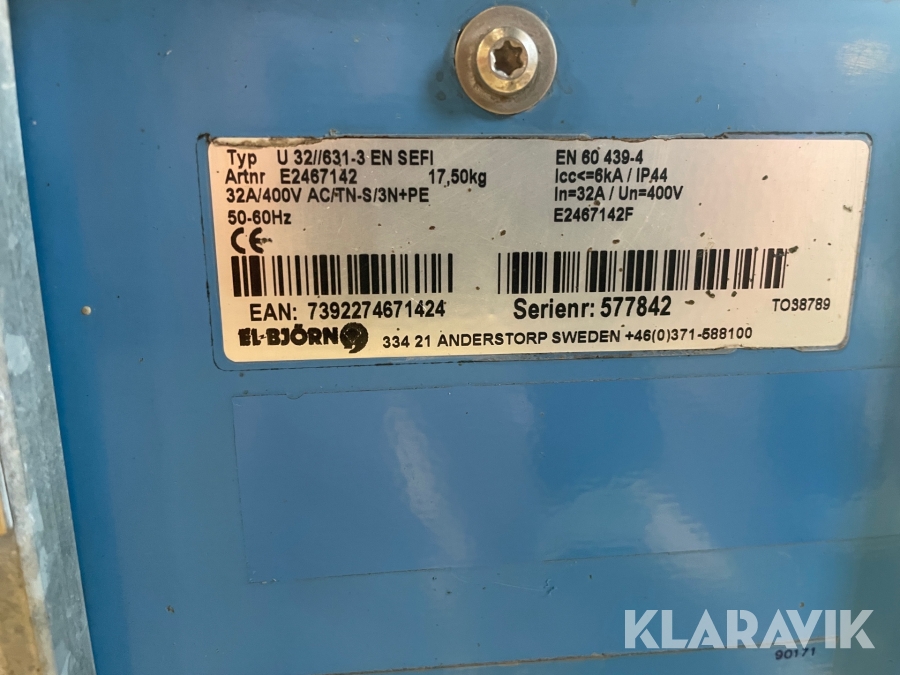 Typ U 32//631-3 EN SEFI
Artnr E2467142 17,50kg
32A/400V AC/TN-S/3N+PE
50-60Hz
EN 60 439-4
Icc<=6kA / IP44
In=32A / Un=400V
E2467142F
CE
EAN: 7392274671424
Serienr: 577842
TOS8789
EL-BJÖRN
334 21 ANDERSTORP SWEDEN +46(0)371-588100
KLARAVIK
90171